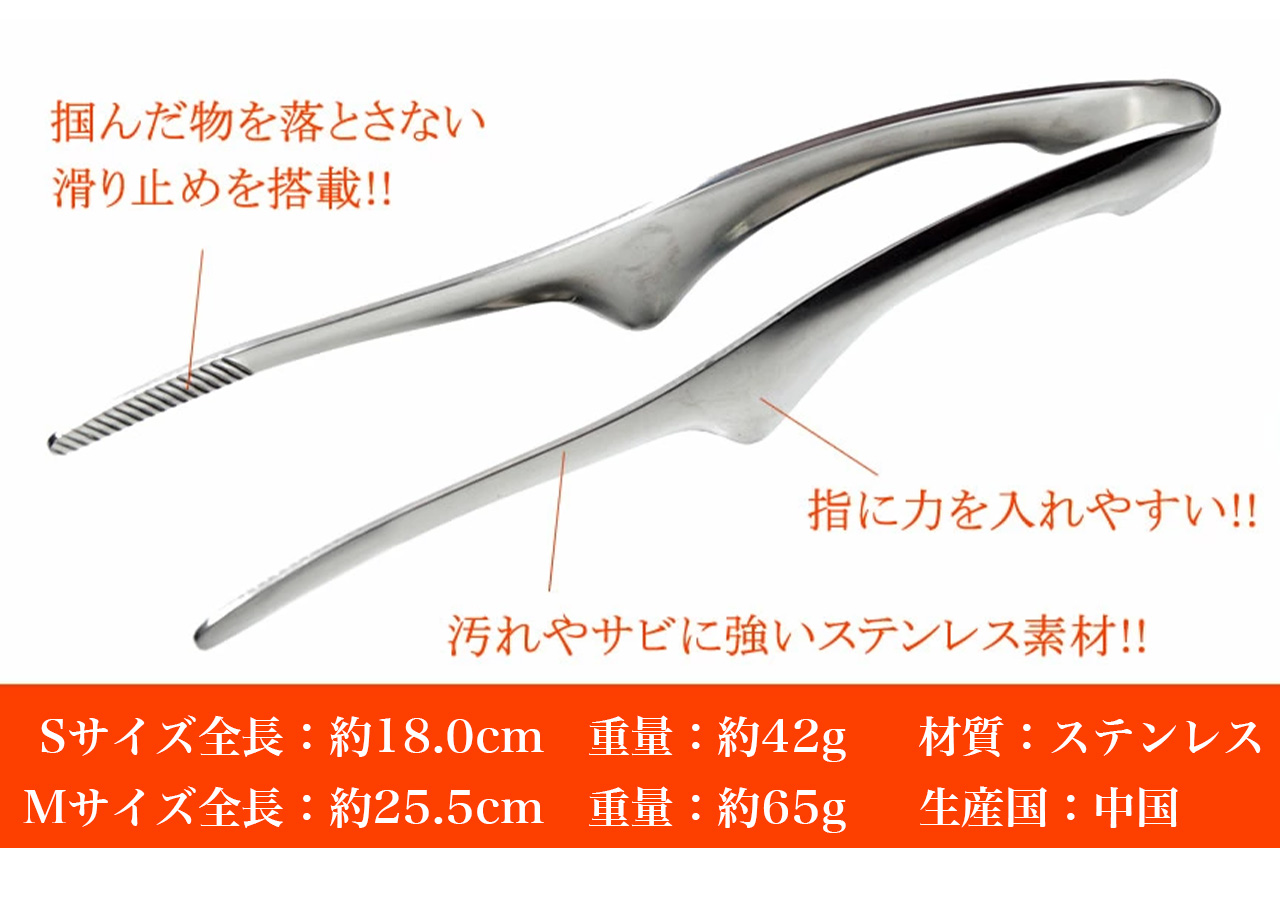 掴んだ物を落とさない
滑り止めを搭載!!
指に力を入れやすい!!
汚れやサビに強いステンレス素材!!
Sサイズ全長：約18.0cm 重量：約42g 材質：ステンレス
Mサイズ全長：約25.5cm 重量：約65g 生産国：中国